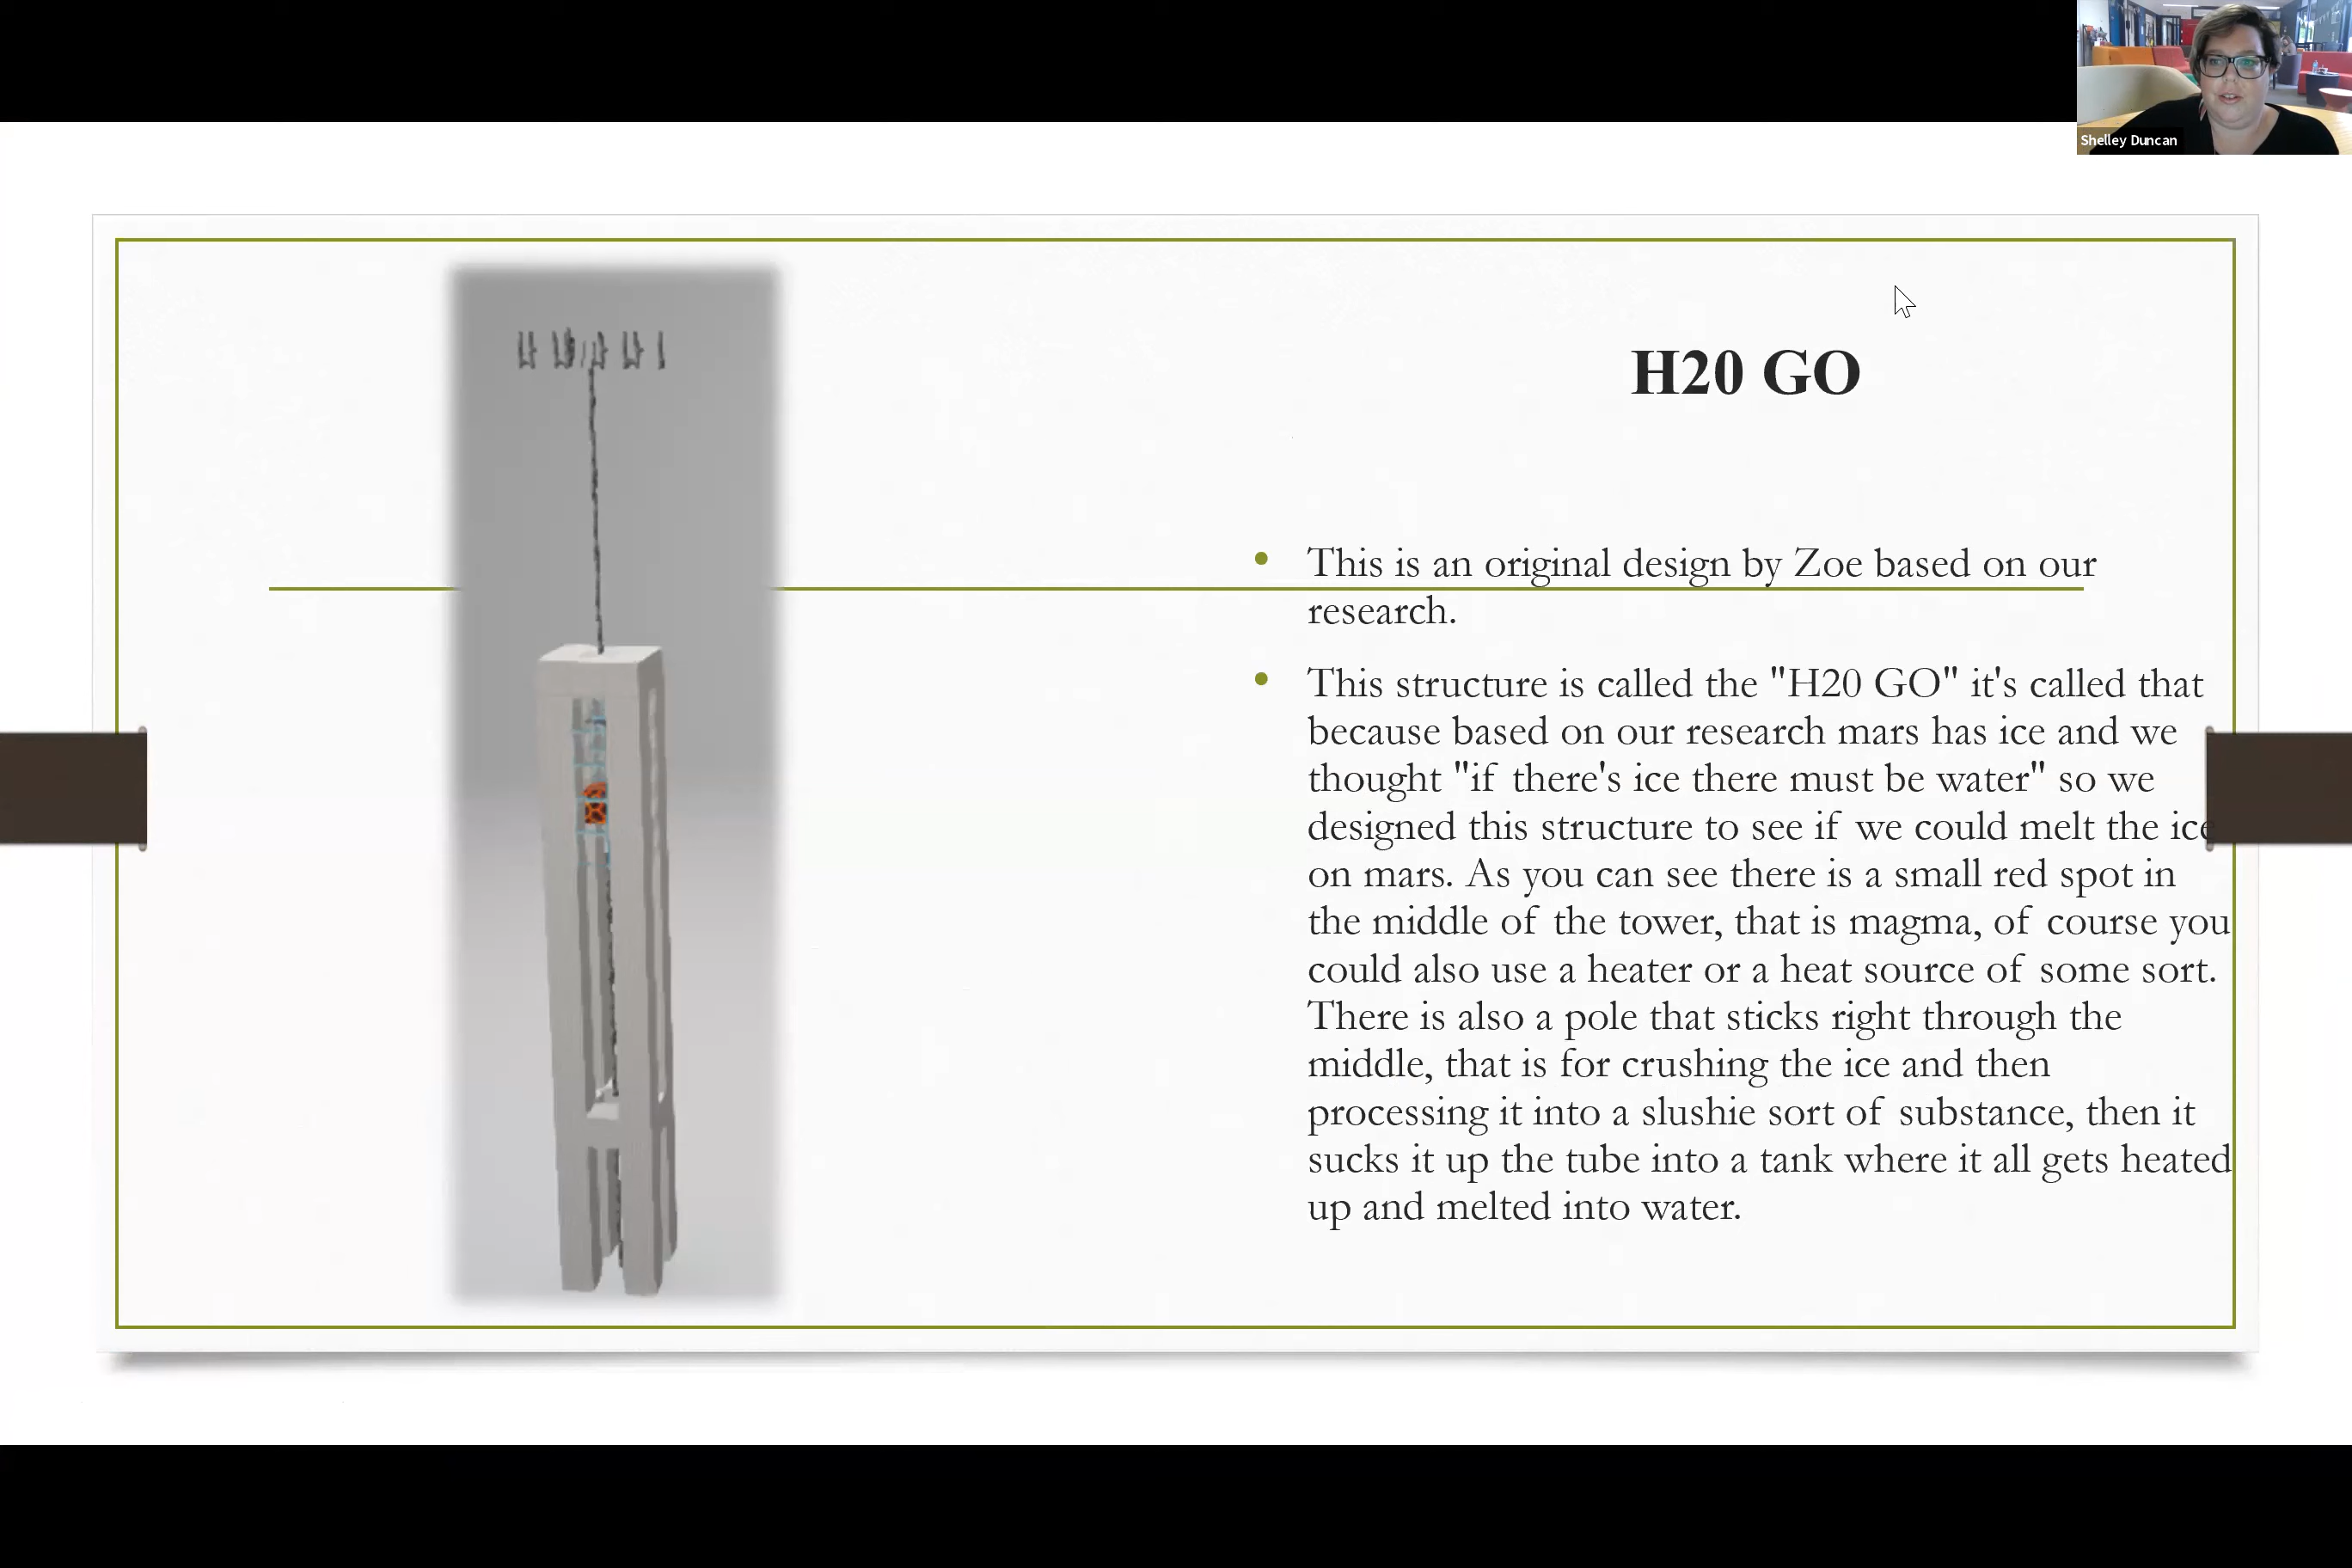 Shelley Duncan
H20 GO
• This is an original design by Zoe based on our
research.
• This structure is called the "H20 GO" it's called that
because based on our research mars has ice and we
thought "if there's ice there must be water" so we
designed this structure to see if we could melt the ice
on mars. As you can see there is a small red spot in
the middle of the tower, that is magma, of course you
could also use a heater or a heat source of some sort.
There is also a pole that sticks right through the
middle, that is for crushing the ice and then
processing it into a slushie sort of substance, then it
sucks it up the tube into a tank where it all gets heated
up and melted into water.